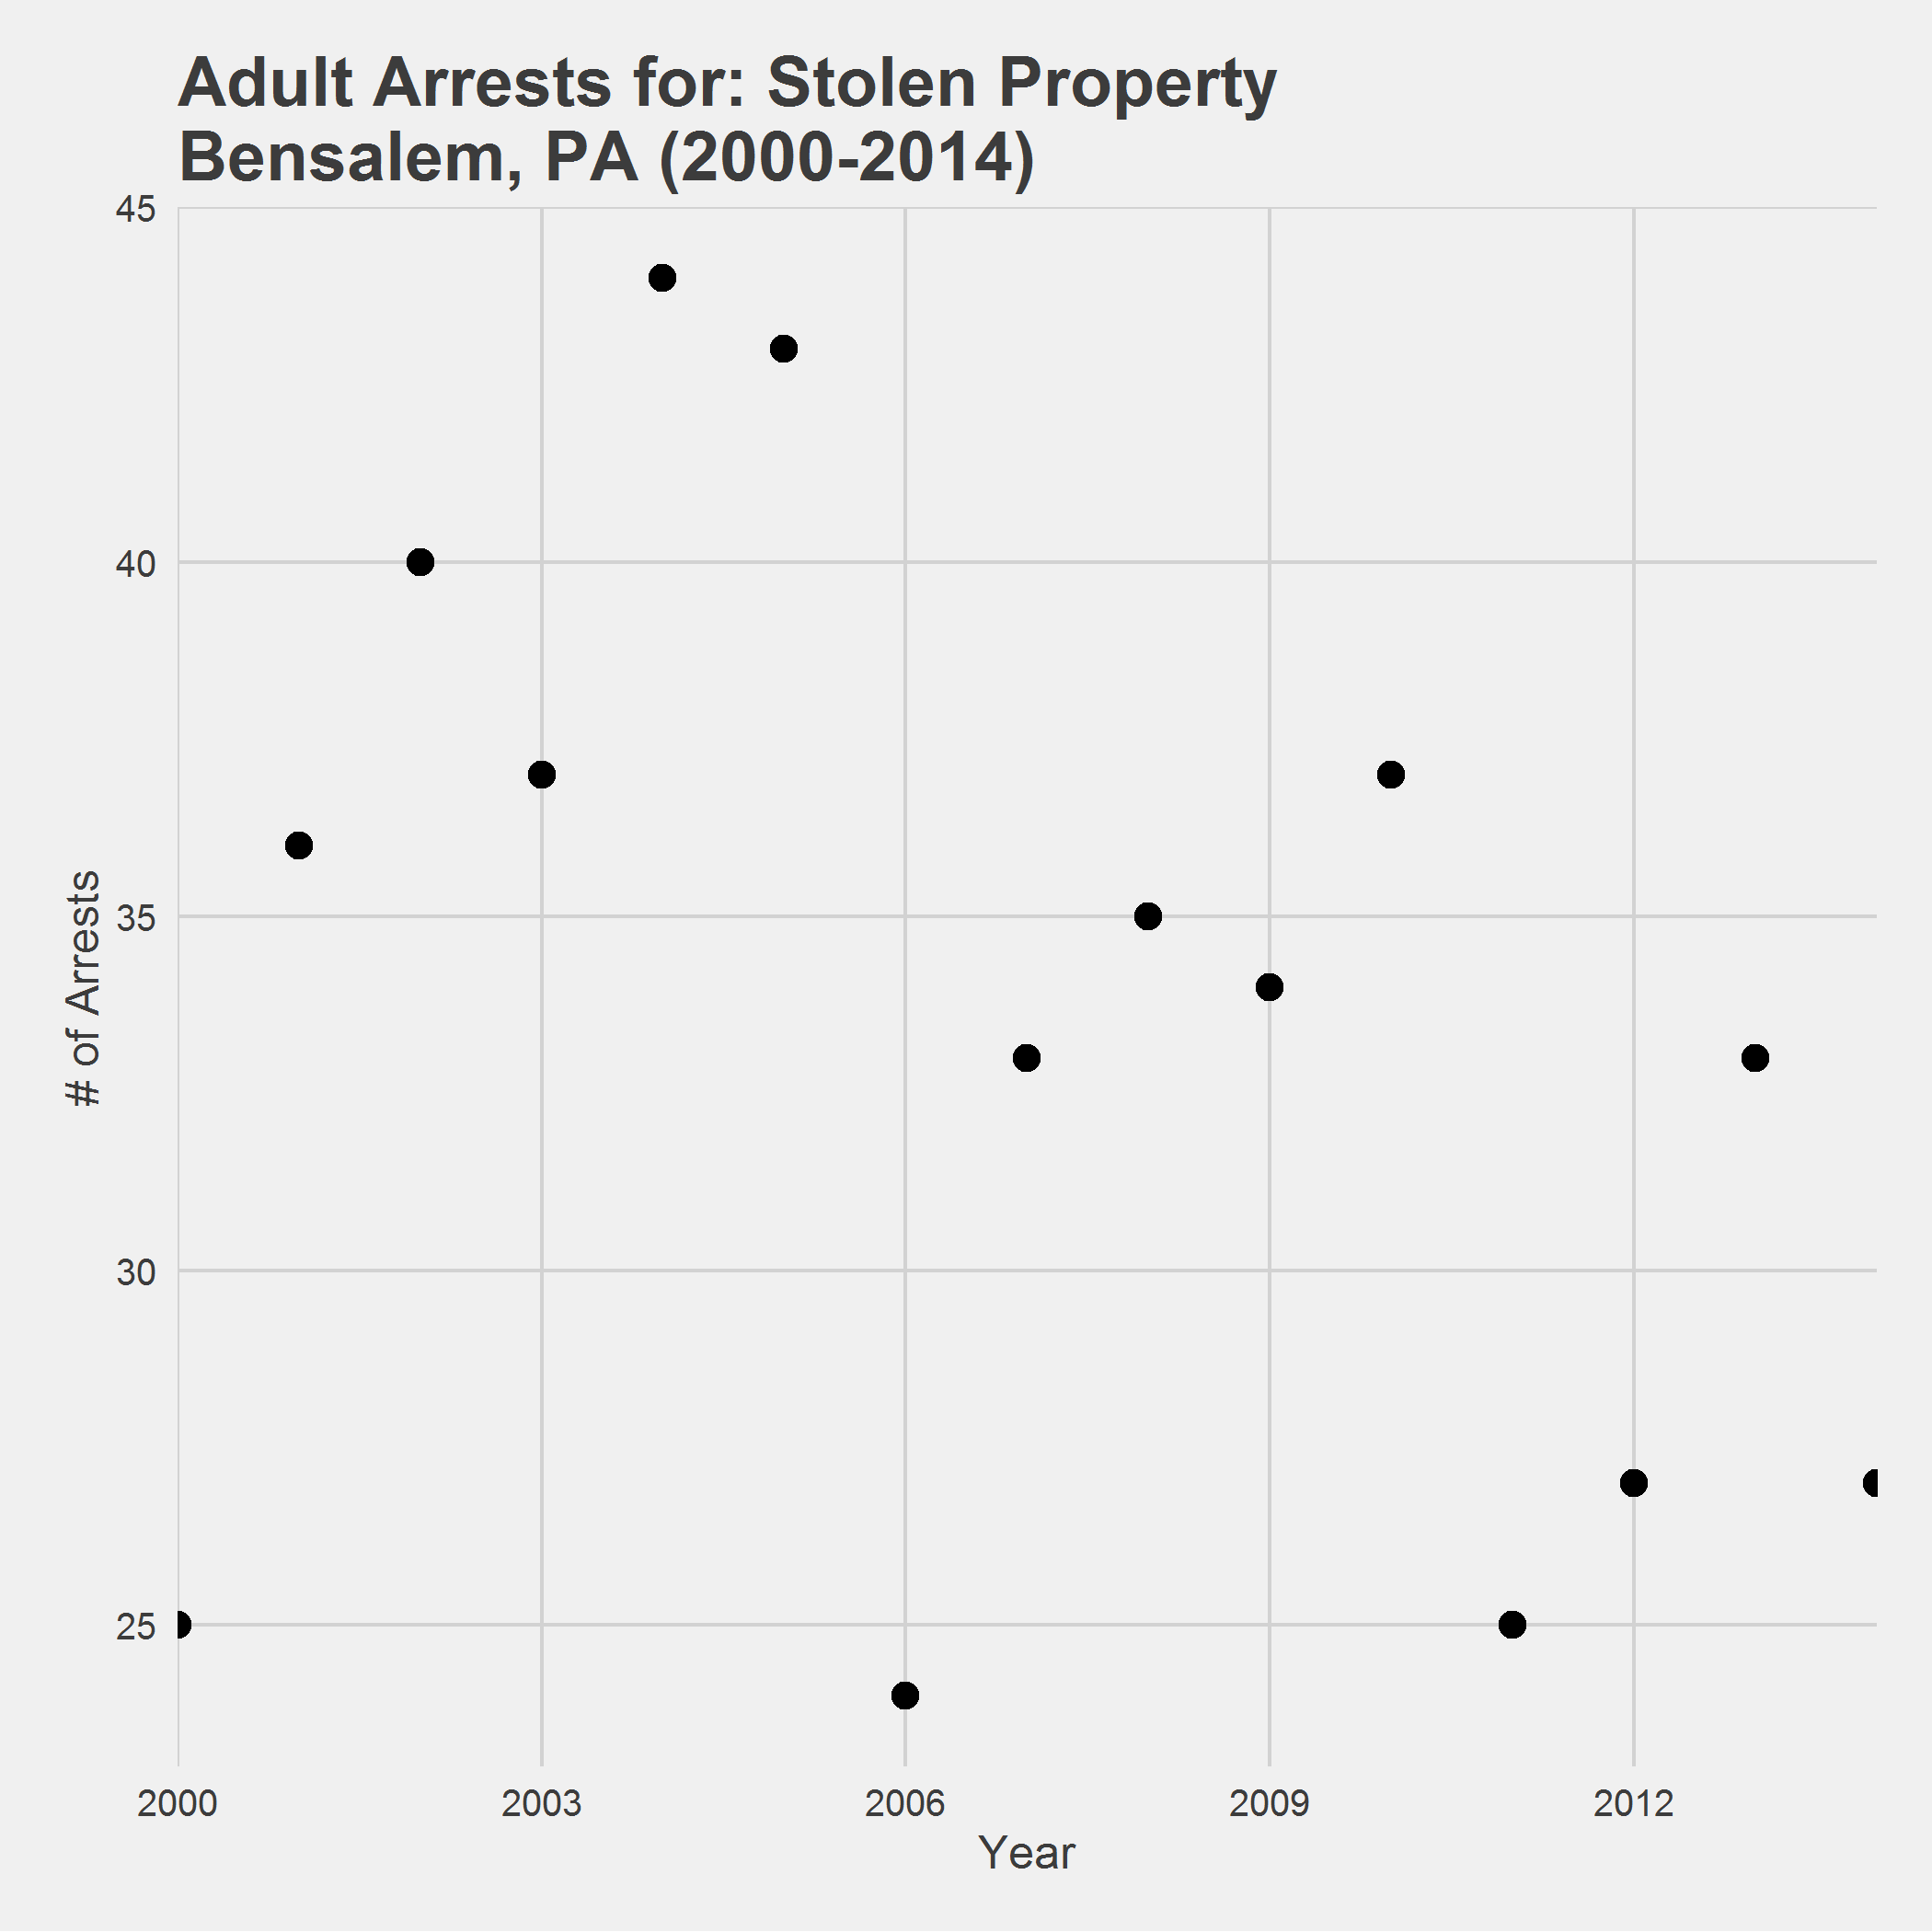 Adult Arrests for: Stolen Property
Bensalem, PA (2000-2014)
45
40
35
30
25
# of Arrests
2000 2003 2006 2009 2012
Year